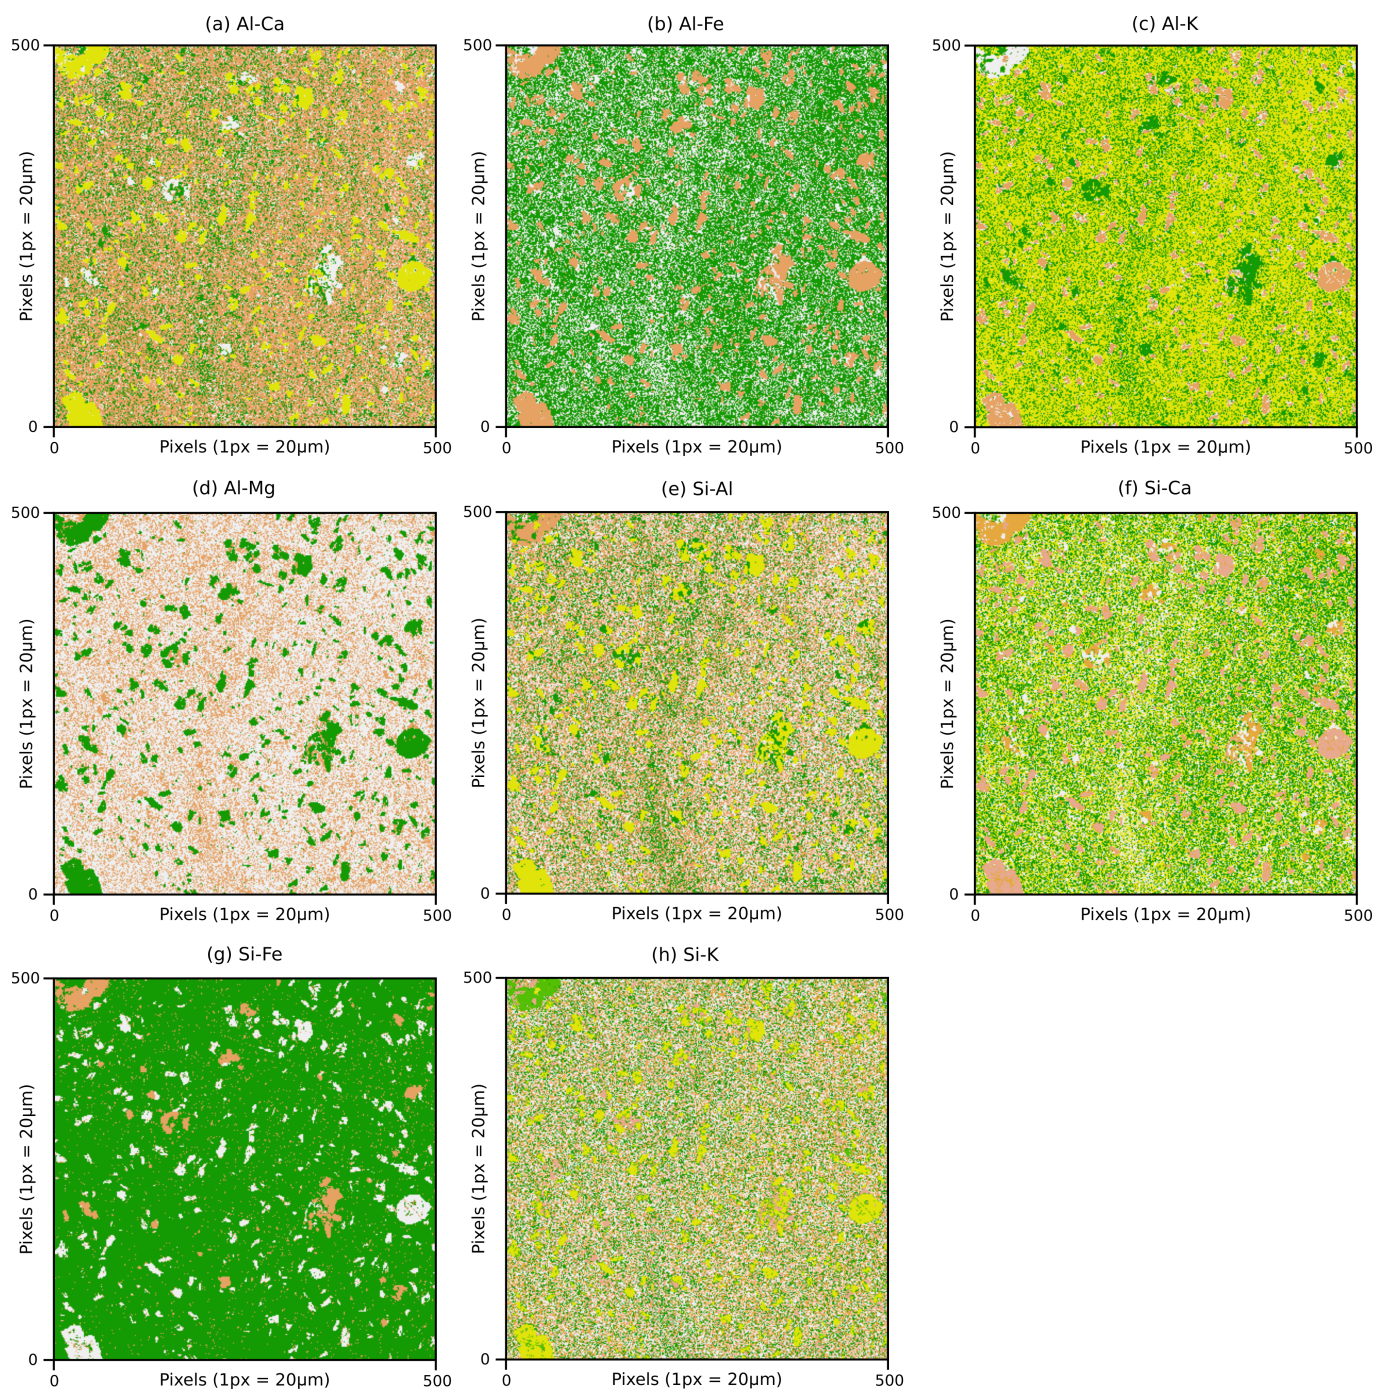 (a) Al-Ca
(b) Al-Fe
(c) Al-K
500
500
500
Pixels (1px = 20μm)
Pixels (1px = 20μm)
Pixels (1px = 20μm)
0
0
0
0
500
0
500
0
500
Pixels (1px = 20μm)
Pixels (1px = 20μm)
Pixels (1px = 20μm)
(d) Al-Mg
(e) Si-Al
(f) Si-Ca
500
500
500
Pixels (1px = 20μm)
Pixels (1px = 20μm)
Pixels (1px = 20μm)
0
0
0
0
500
0
500
0
500
Pixels (1px = 20μm)
Pixels (1px = 20μm)
Pixels (1px = 20μm)
(g) Si-Fe
(h) Si-K
500
500
Pixels (1px = 20μm)
Pixels (1px = 20μm)
0
0
0
500
0
500
Pixels (1px = 20μm)
Pixels (1px = 20μm)